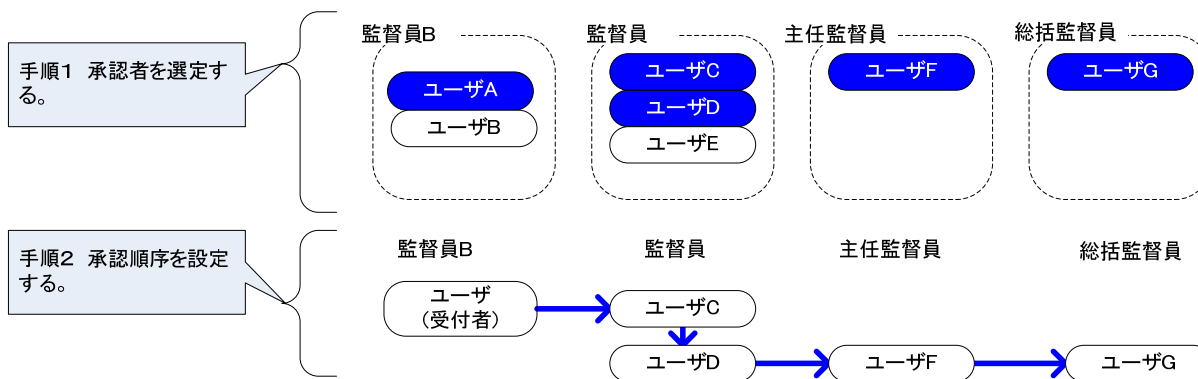 監督員B
監督員
主任監督員
総括監督員
手順1 承認者を選定す
る。
ユーザA
ユーザB
ユーザC
ユーザD
ユーザE
ユーザF
ユーザG
手順2 承認順序を設定
する。
監督員B
監督員
主任監督員
総括監督員
ユーザ
(受付者)
ユーザC
ユーザD
ユーザF
ユーザG